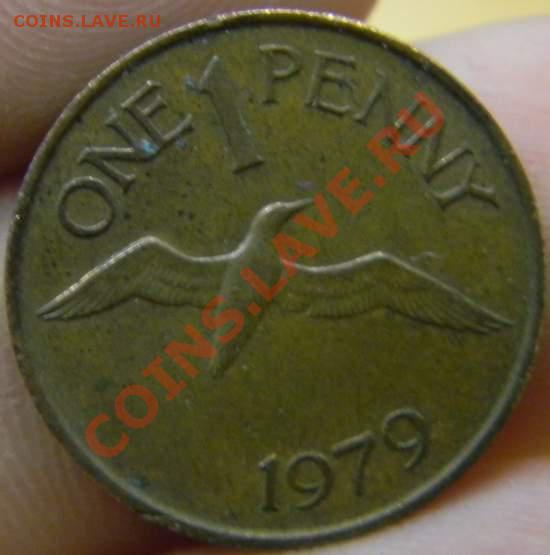 COINS.LAVE.RU
ONE 1 PENNY
COINS.LAVE.RU
1979